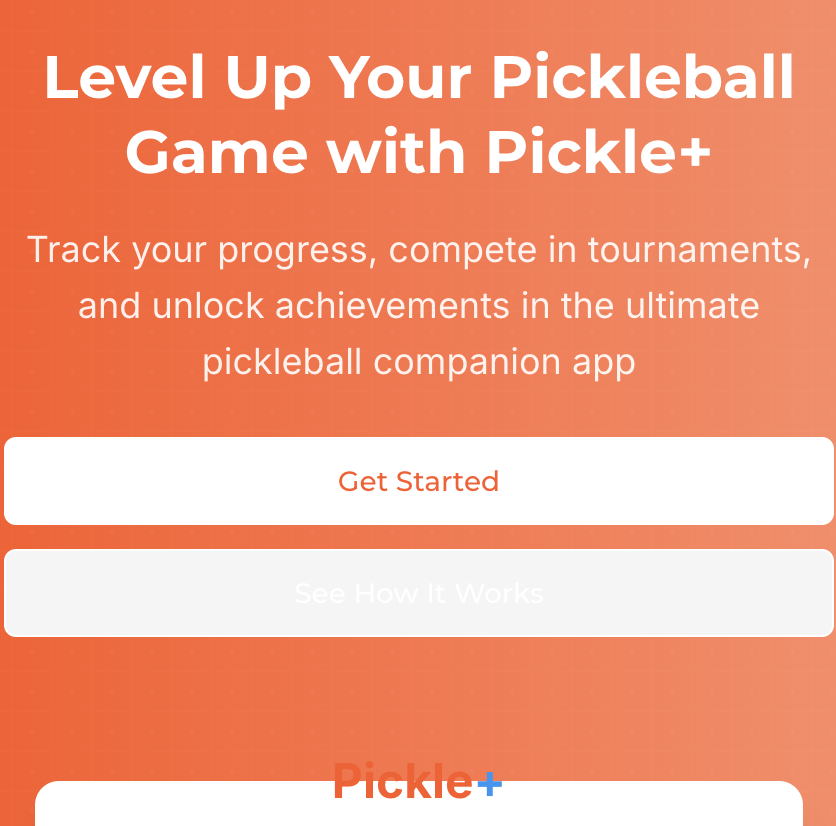 Level Up Your Pickleball
Game with Pickle+
Track your progress, compete in tournaments,
and unlock achievements in the ultimate
pickleball companion app
Get Started
See How It Works
Pickle+